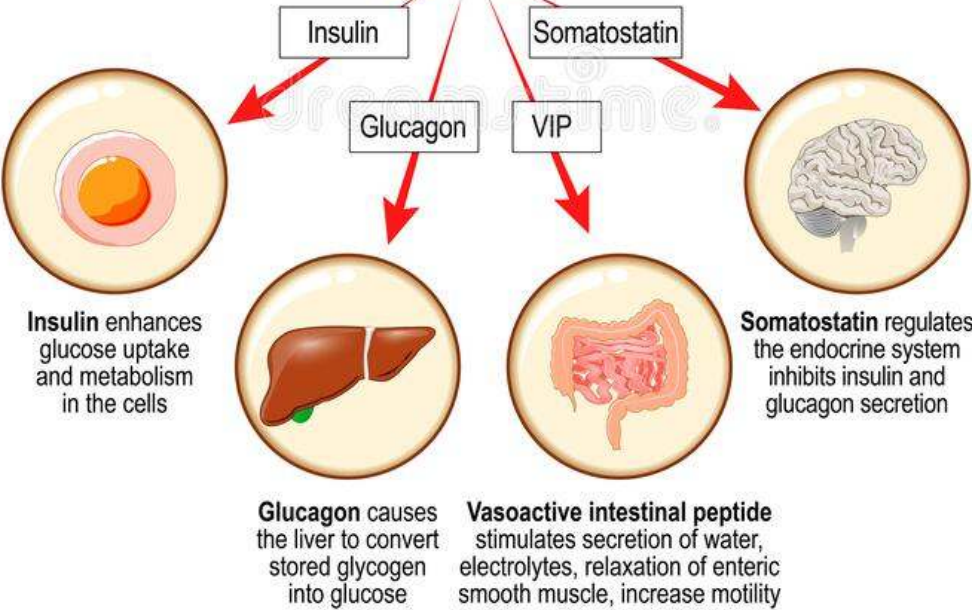 Insulin
Somatostatin
Glucagon
VIP
dreamstime
Insulin enhances
glucose uptake
and metabolism
in the cells
Somatostatin regulates
the endocrine system
inhibits insulin and
glucagon secretion
Glucagon causes
the liver to convert
stored glycogen
into glucose
Vasoactive intestinal peptide
stimulates secretion of water,
electrolytes, relaxation of enteric
smooth muscle, increase motility